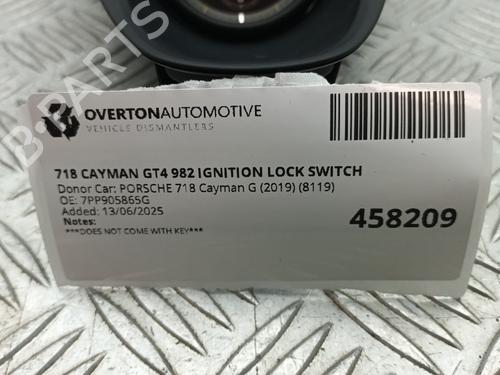 OVERTONAUTOMOTIVE
VEHICLE DISMANTLERS
718 CAYMAN GT4 982 IGNITION LOCK SWITCH
Donor Car: PORSCHE 718 Cayman G (2019) (8119)
OE: 7PP905865G
Added: 13/06/2025
Notes:
***DOES NOT COME WITH KEY***
458209
B-PARTS